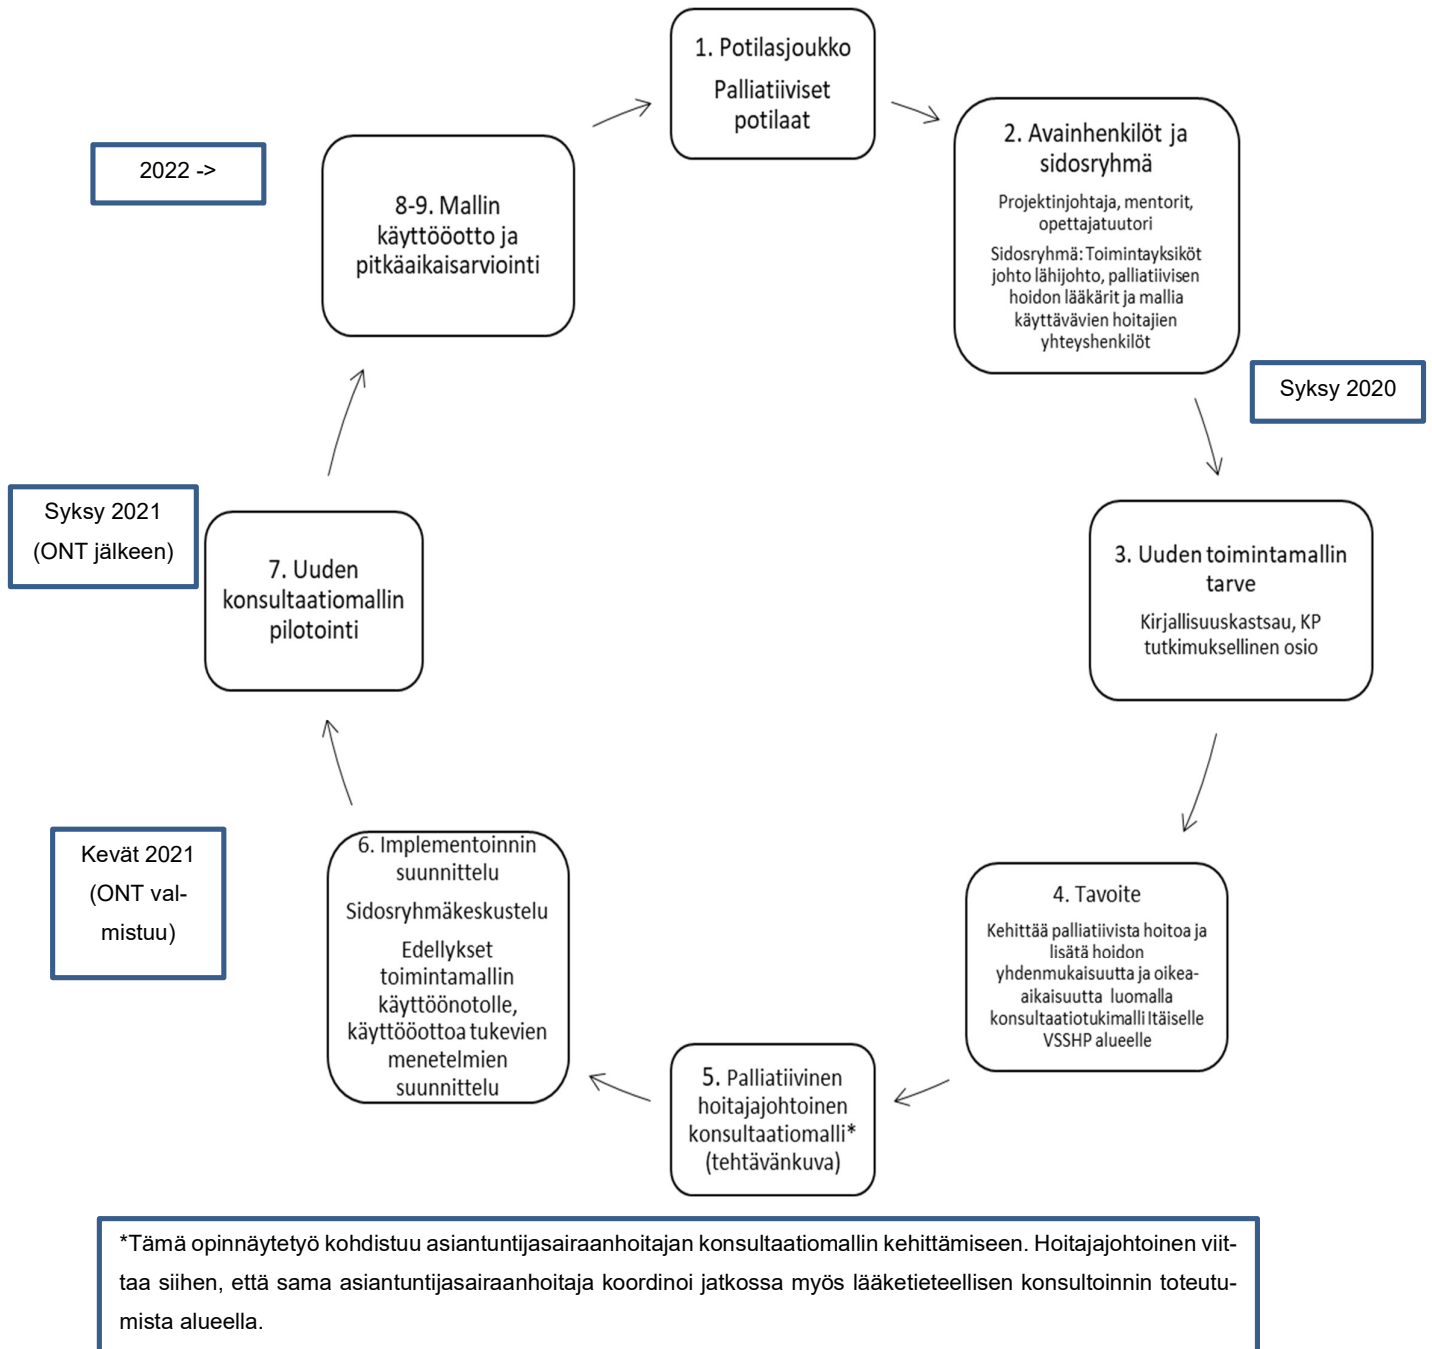 1. Potilasjoukko
Palliatiiviset
potilaat
2. Avainhenkilöt ja
sidosryhmä
Projektinjohtaja, mentorit,
opettajatuutori
Sidosryhmä: Toimintayksiköt
johto lähijohto, palliatiivisen
hoidon lääkärit ja mallia
käyttävävien hoitajien
yhteyshenkilöt
Syksy 2020
3. Uuden toimintamallin
tarve
Kirjallisuuskastsau, KP
tutkimuksellinen osio
4. Tavoite
Kehittää palliatiivista hoitoa ja
lisätä hoidon
yhdenmukaisuutta ja oikea-
aikaisuutta luomalla
konsultaatiotukimalli Itäiselle
VSSHP alueelle
5. Palliatiivinen
hoitajajohtoinen
konsultaatiomalli*
(tehtävänkuva)
6. Implementoinnin
suunnittelu
Sidosryhmäkeskustelu
Edellykset
toimintamallin
käyttöönotolle,
käyttööottoa tukevien
menetelmien
suunnittelu
Kevät 2021
(ONT val-
mistuu)
7. Uuden
konsultaatiomallin
pilotointi
Syksy 2021
(ONT jälkeen)
8-9. Mallin
käyttööotto ja
pitkäaikaisarviointi
2022 ->
*Tämä opinnäytetyö kohdistuu asiantuntijasairaanhoitajan konsultaatiomallin kehittämiseen. Hoitajajohtoinen viit-
taa siihen, että sama asiantuntijasairaanhoitaja koordinoi jatkossa myös lääketieteellisen konsultoinnin toteutu-
mista alueella.